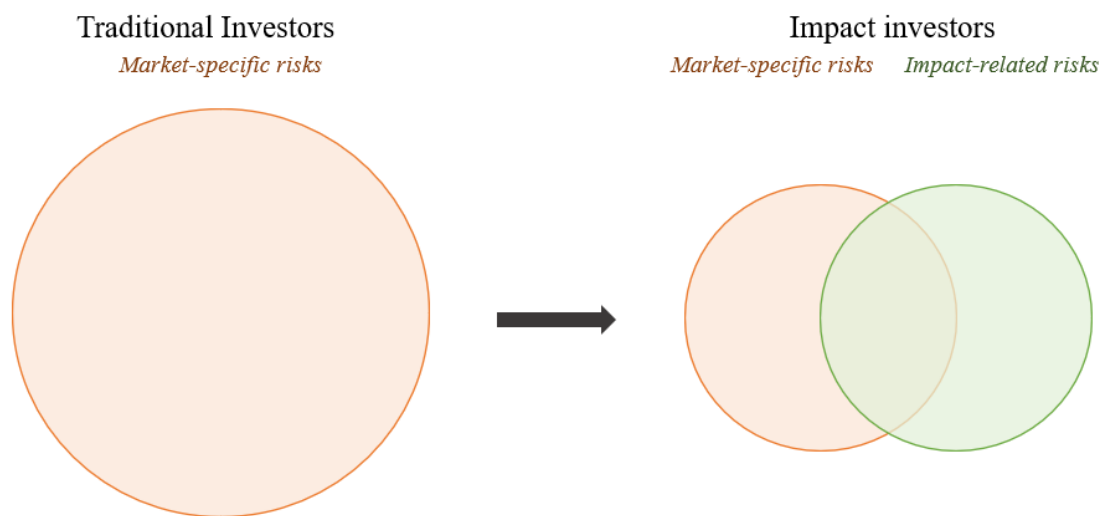 Traditional Investors
Market-specific risks
Impact investors
Market-specific risks
Impact-related risks